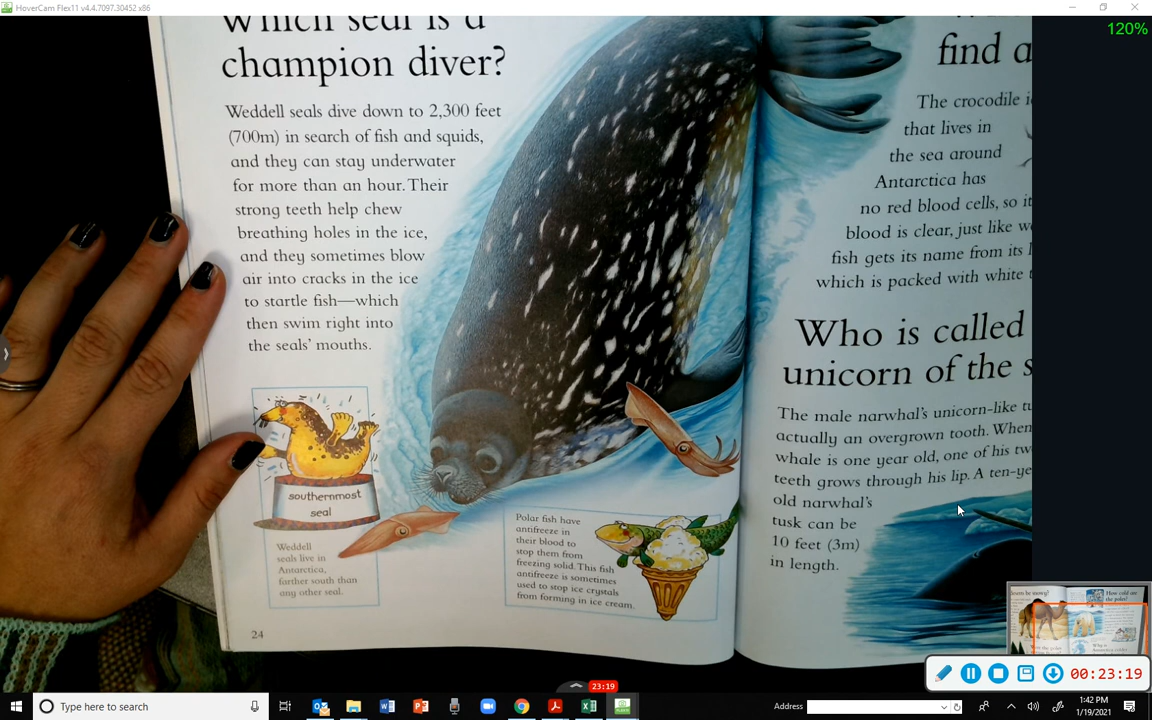 HoverCam Flex11 v4.4.7097.30452 x86
120%
Which seal is a
champion diver?
Weddell seals dive down to 2,300 feet
(700m) in search of fish and squids,
and they can stay underwater
for more than an hour. Their
strong teeth help chew
breathing holes in the ice,
and they sometimes blow
air into cracks in the ice
to startle fish—which
then swim right into
the seals' mouths.
southernmost
seal
Weddell
seals live in
Antarctica,
farther south than
any other seal.
Polar fish have
antifreeze in
their blood to
stop them from
freezing solid. This fish
antifreeze is sometimes
used to stop ice crystals
from forming in ice cream.
24
find a
The crocodile
that lives in
the sea around
Antarctica has
no red blood cells, so
blood is clear, just like
fish gets its name from its
which is packed with white
Who is called
unicorn of the
The male narwhal's unicorn-like
actually an overgrown tooth. When
whale is one year old, one of his
teeth grows through his lip. A
old narwhal's
tusk can be
10 feet (3m)
in length.
How cold are
the poles?
00:23:19
23:19
Type here to search
Address
1:42 PM
1/19/2021